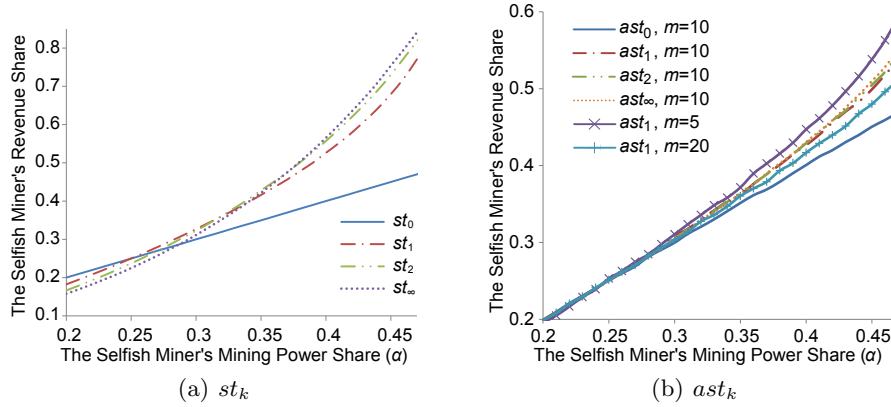 The Selfish Miner's Revenue Share
0.8
0.7
0.6
0.5
0.4
0.3
0.2
0.1
0.2
0.25
0.3
0.35
0.4
0.45
st0
st1
st2
st∞
The Selfish Miner's Mining Power Share (α)
(a) stk
The Selfish Miner's Revenue Share
0.6
0.5
0.4
0.3
0.2
0.2
0.25
0.3
0.35
0.4
0.45
ast0, m=10
ast1, m=10
ast2, m=10
ast∞, m=10
ast1, m=5
ast1, m=20
The Selfish Miner's Mining Power Share (α)
(b) astk